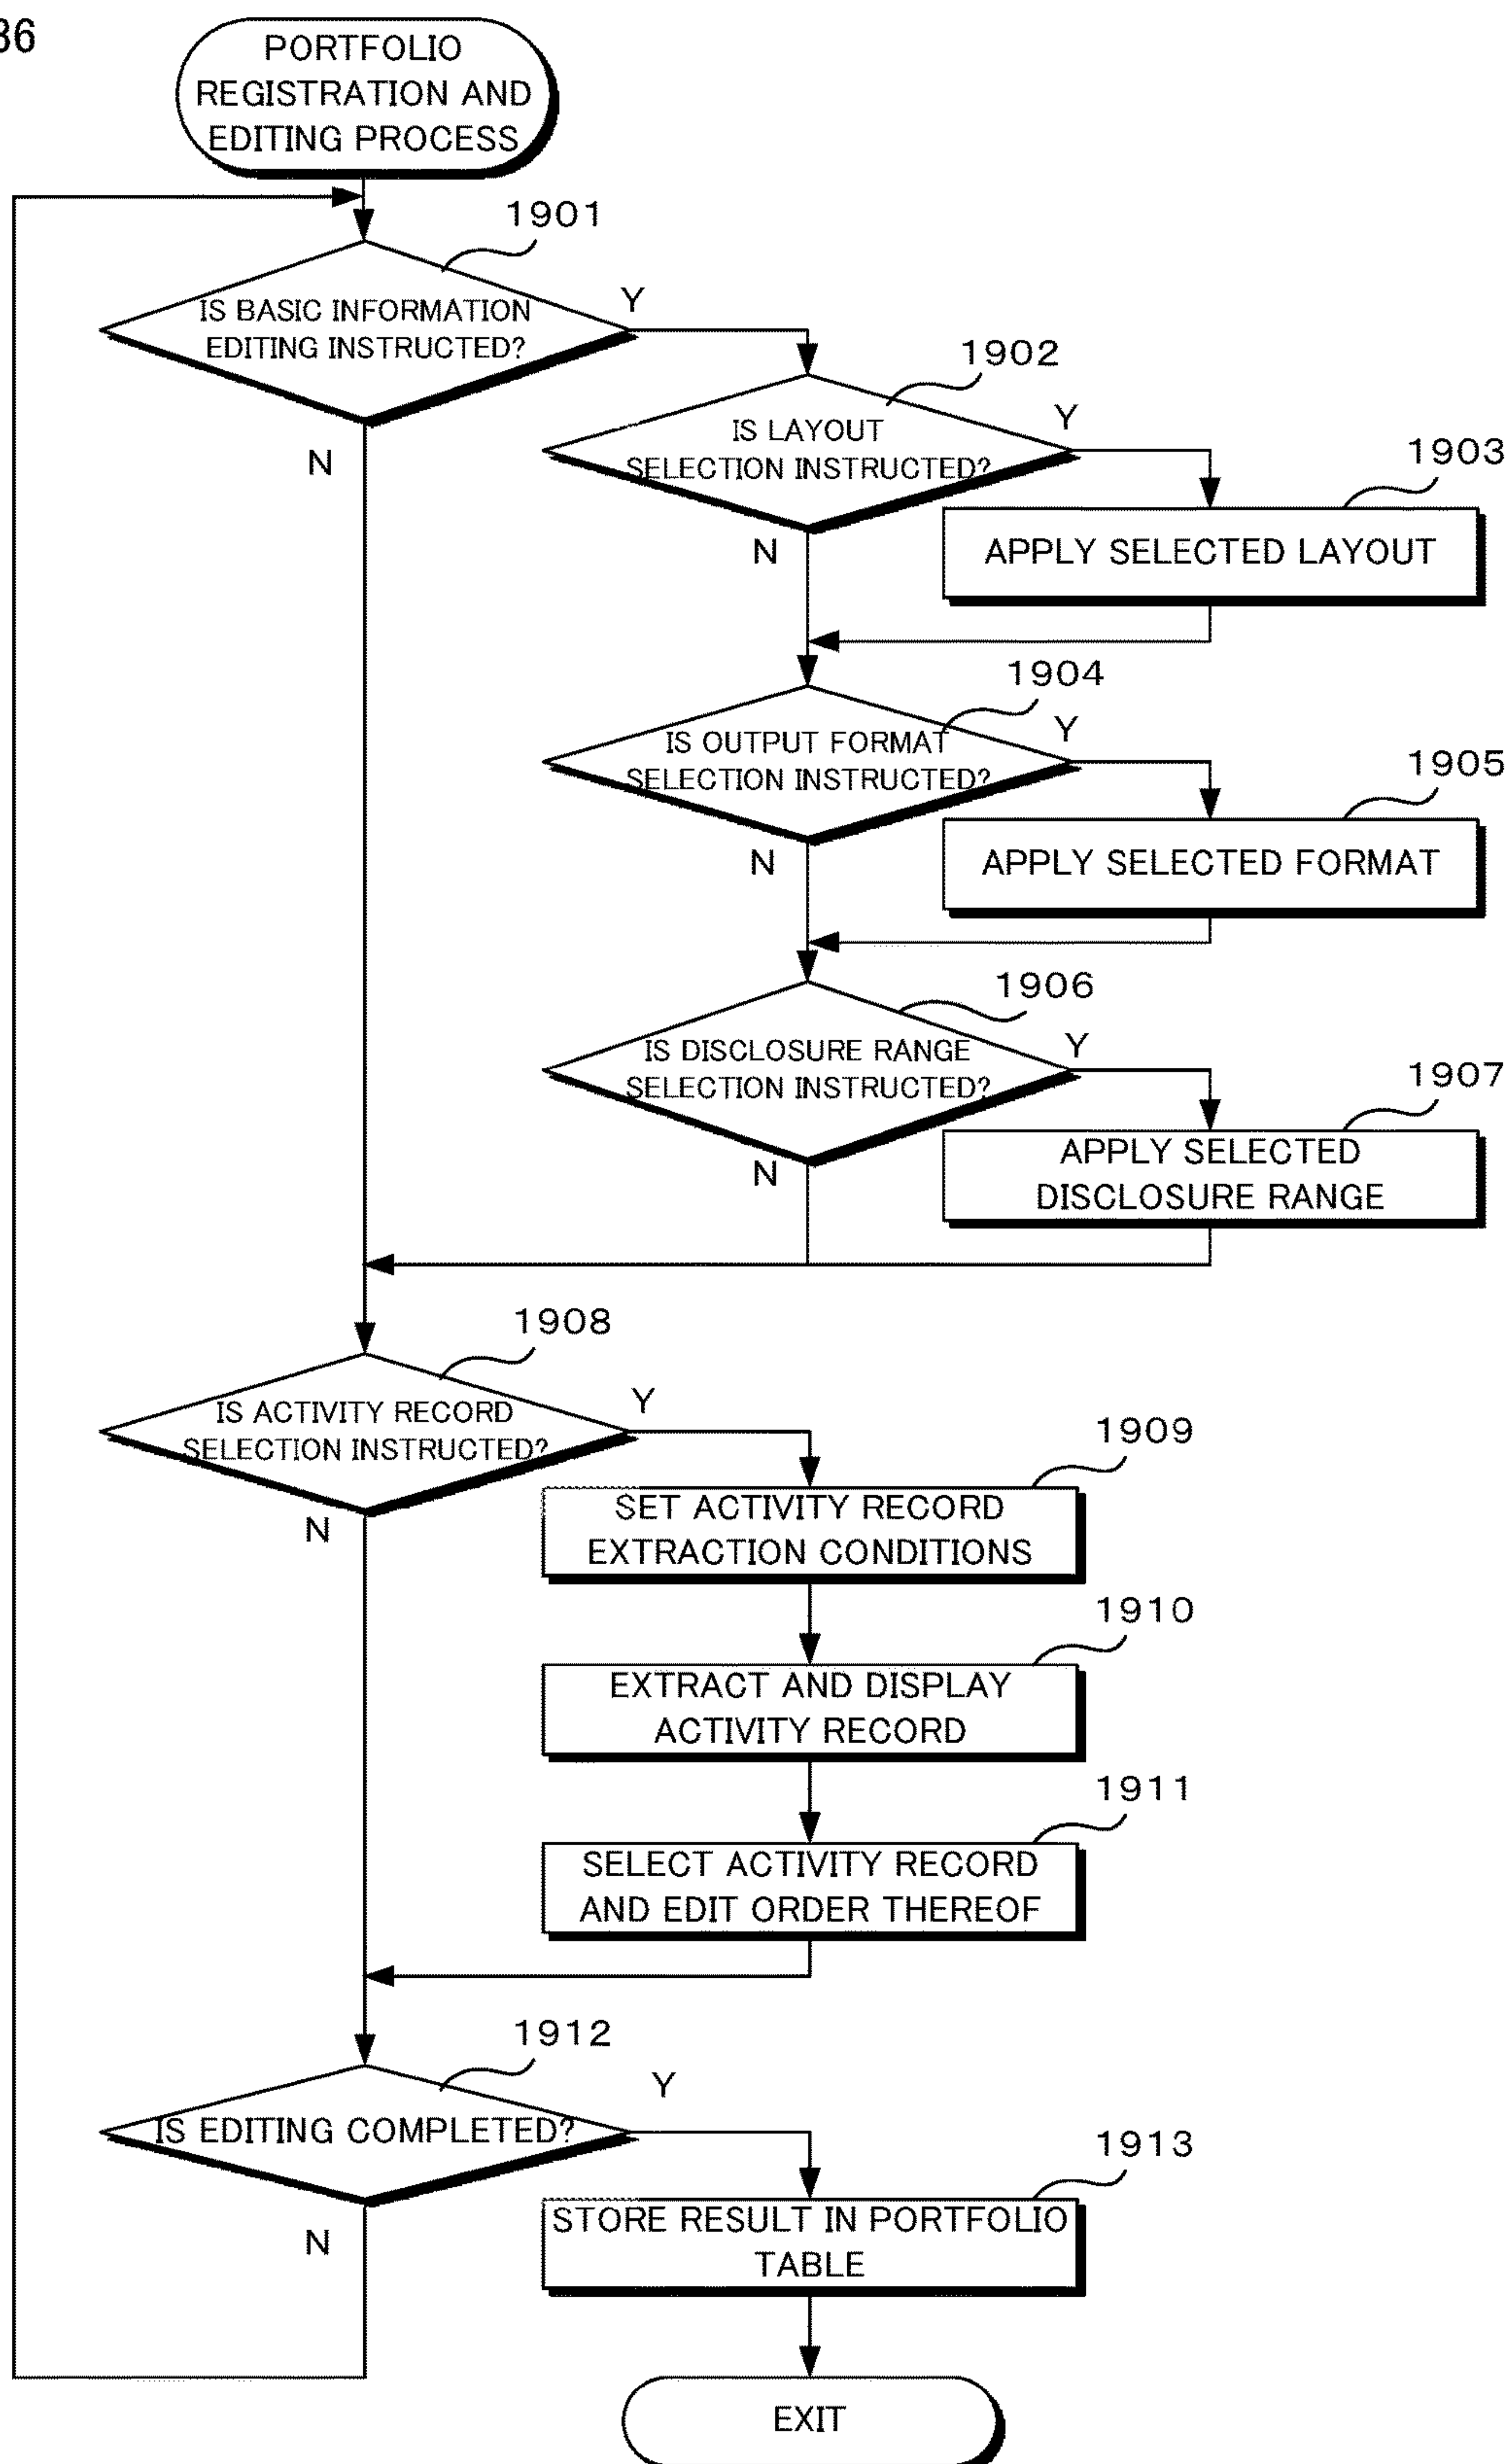 36
PORTFOLIO
REGISTRATION AND
EDITING PROCESS
1901
IS BASIC INFORMATION
EDITING INSTRUCTED?
Y
N
1902
IS LAYOUT
SELECTION INSTRUCTED?
Y
N
1903
APPLY SELECTED LAYOUT
1904
IS OUTPUT FORMAT
SELECTION INSTRUCTED?
Y
N
1905
APPLY SELECTED FORMAT
1906
IS DISCLOSURE RANGE
SELECTION INSTRUCTED?
Y
N
1907
APPLY SELECTED
DISCLOSURE RANGE
1908
IS ACTIVITY RECORD
SELECTION INSTRUCTED?
Y
N
1909
SET ACTIVITY RECORD
EXTRACTION CONDITIONS
1910
EXTRACT AND DISPLAY
ACTIVITY RECORD
1911
SELECT ACTIVITY RECORD
AND EDIT ORDER THEREOF
1912
IS EDITING COMPLETED?
Y
N
1913
STORE RESULT IN PORTFOLIO
TABLE
EXIT